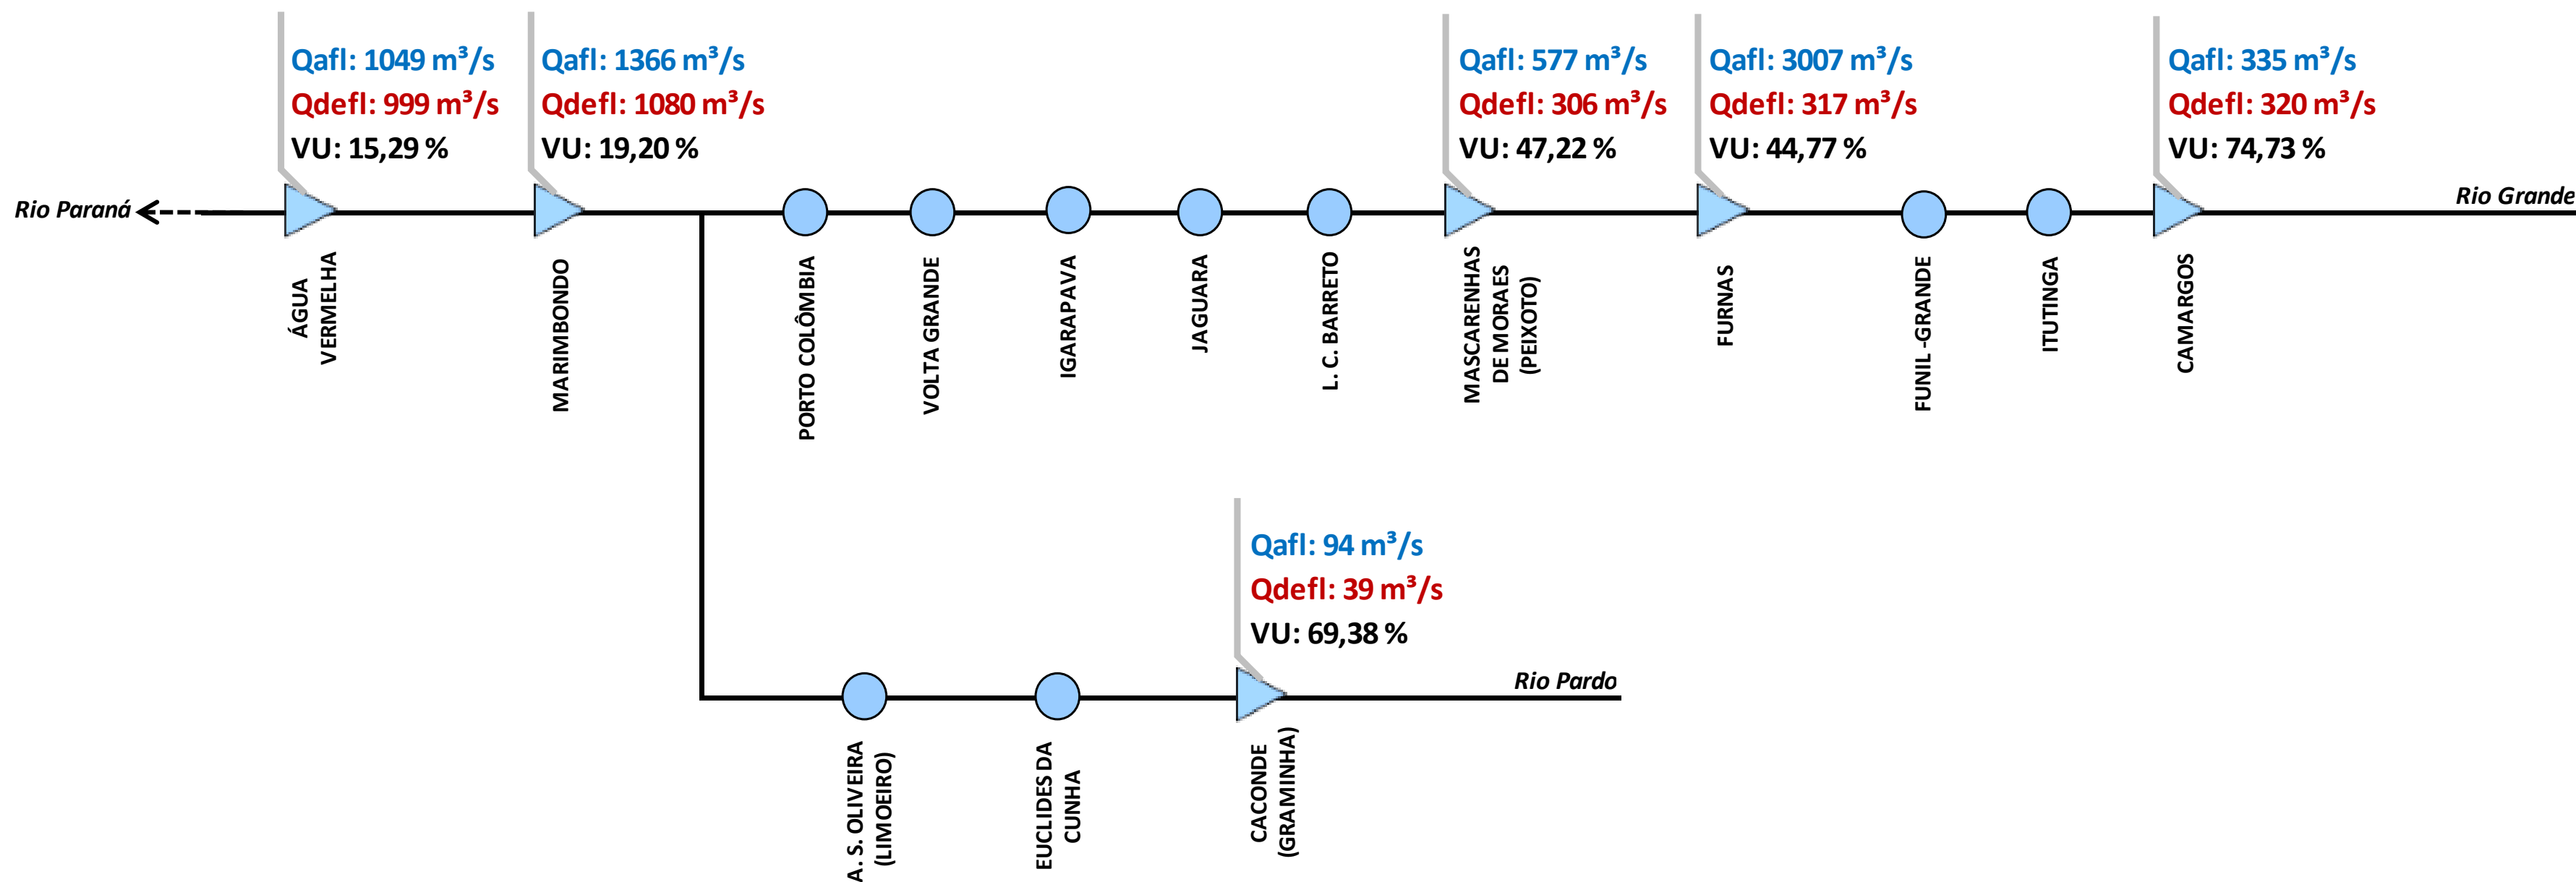 Qafl: 1049 m³/s
Qdefl: 999 m³/s
VU: 15,29 %
Qafl: 1366 m³/s
Qdefl: 1080 m³/s
VU: 19,20 %
Qafl: 577 m³/s
Qdefl: 306 m³/s
VU: 47,22 %
Qafl: 3007 m³/s
Qdefl: 317 m³/s
VU: 44,77 %
Qafl: 335 m³/s
Qdefl: 320 m³/s
VU: 74,73 %
Rio Paraná
Rio Grande
ÁGUA
VERMELHA
MARIMBONDO
PORTO COLÔMBIA
VOLTA GRANDE
IGARAPAVA
JAGUARA
L. C. BARRETO
MASCARENHAS
DE MORAES
(PEIXOTO)
FURNAS
FUNIL -GRANDE
ITUTINGA
CAMARGOS
Qafl: 94 m³/s
Qdefl: 39 m³/s
VU: 69,38 %
Rio Pardo
A. S. OLIVEIRA
(LIMOEIRO)
EUCLIDES DA
CUNHA
CACONDE
(GRAMINHA)